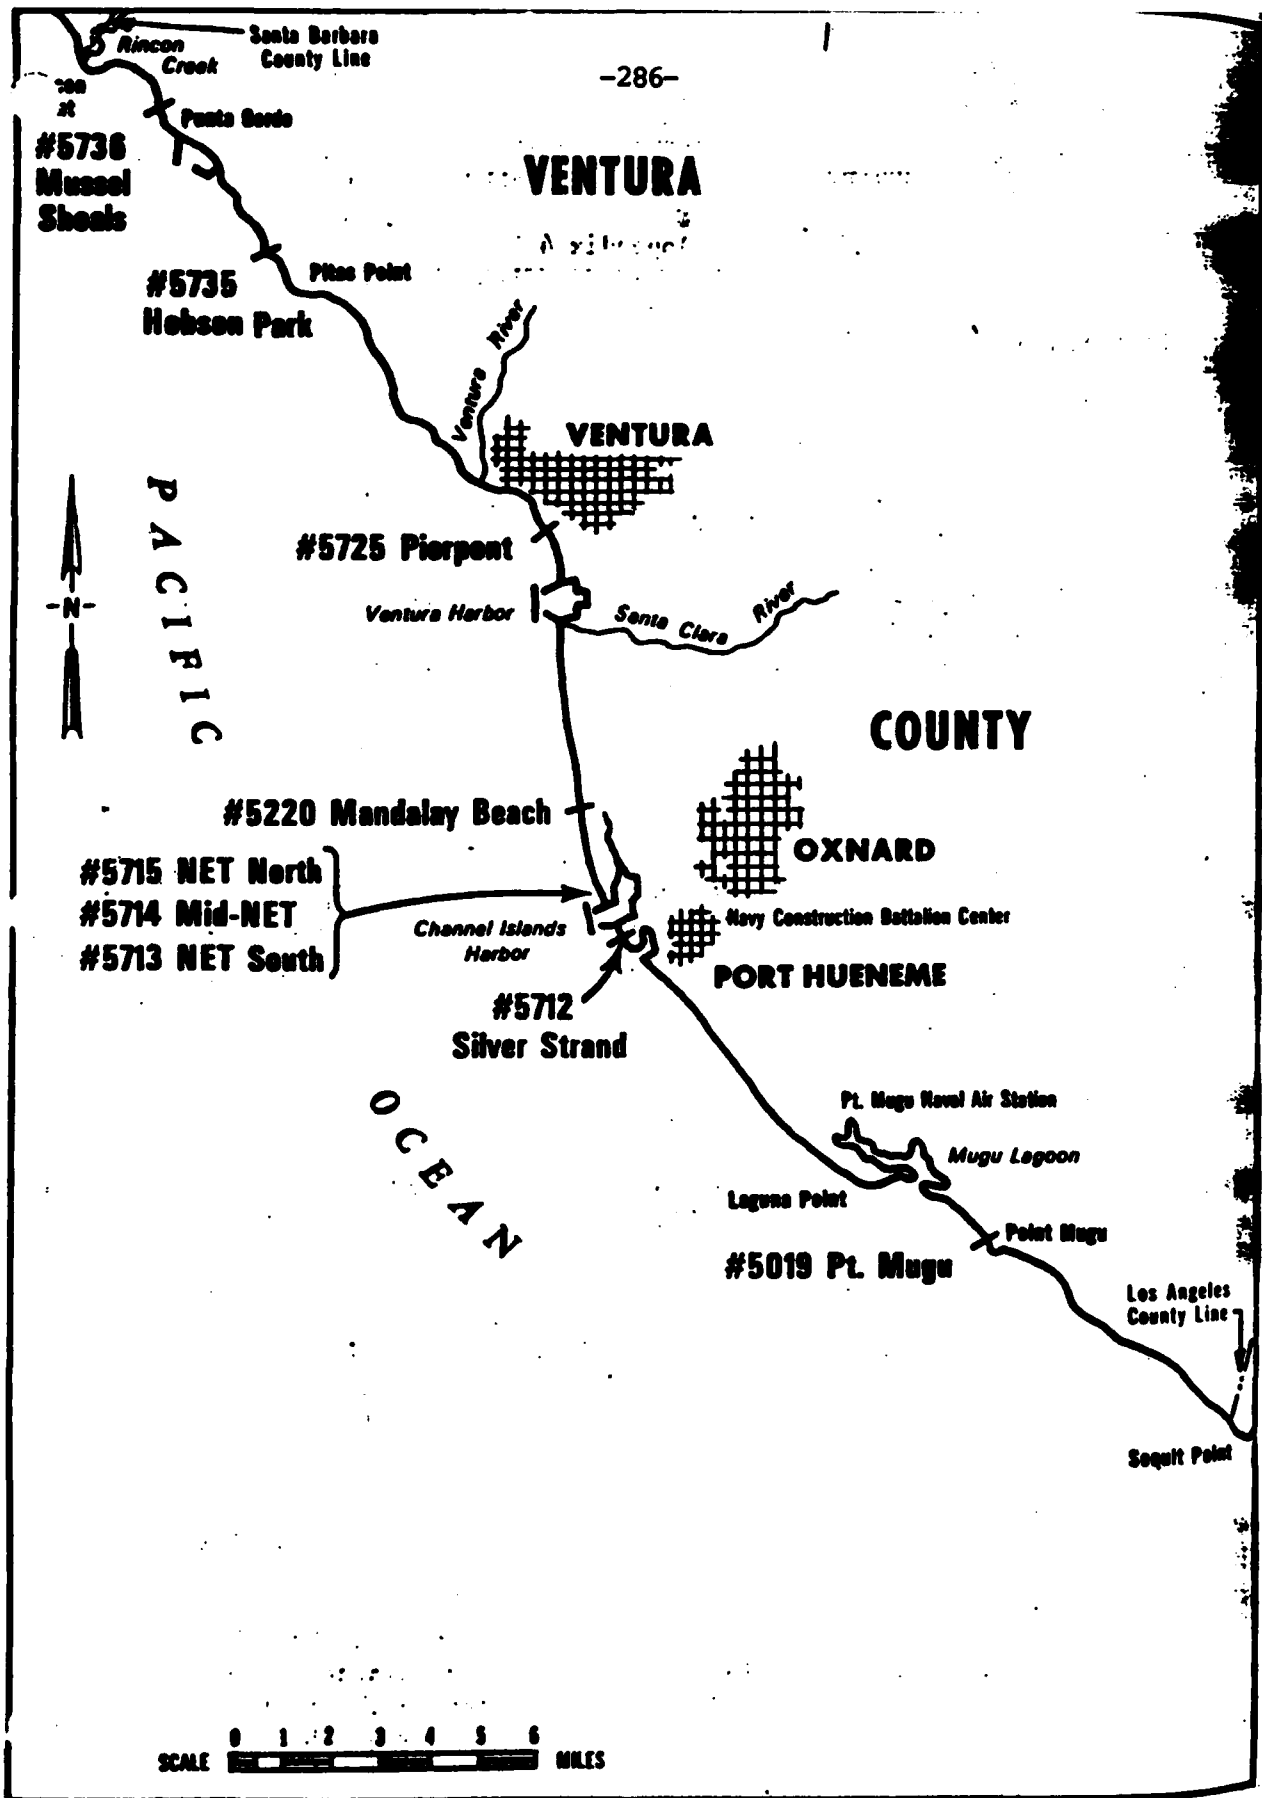 Santa Barbara
County Line
Rincon
Creek
-286-
Punta Gorda
#5736
Mussel
Shoals
VENTURA
#5735
Hobson Park
Pitas Point
Ventura River
VENTURA
#5725 Pierpont
PACIFIC
-N-
Ventura Harbor
Santa Clara River
COUNTY
#5220 Mandalay Beach
OXNARD
#5715 NET North
#5714 Mid-NET
#5713 NET South
Channel Islands
Harbor
Navy Construction Battalion Center
PORT HUENEME
#5712
Silver Strand
OCEAN
Pt. Mugu Naval Air Station
Mugu Lagoon
Laguna Point
Point Mugu
#5019 Pt. Mugu
Los Angeles
County Line
Sequit Point
0 1 2 3 4 5 6
SCALE MILES